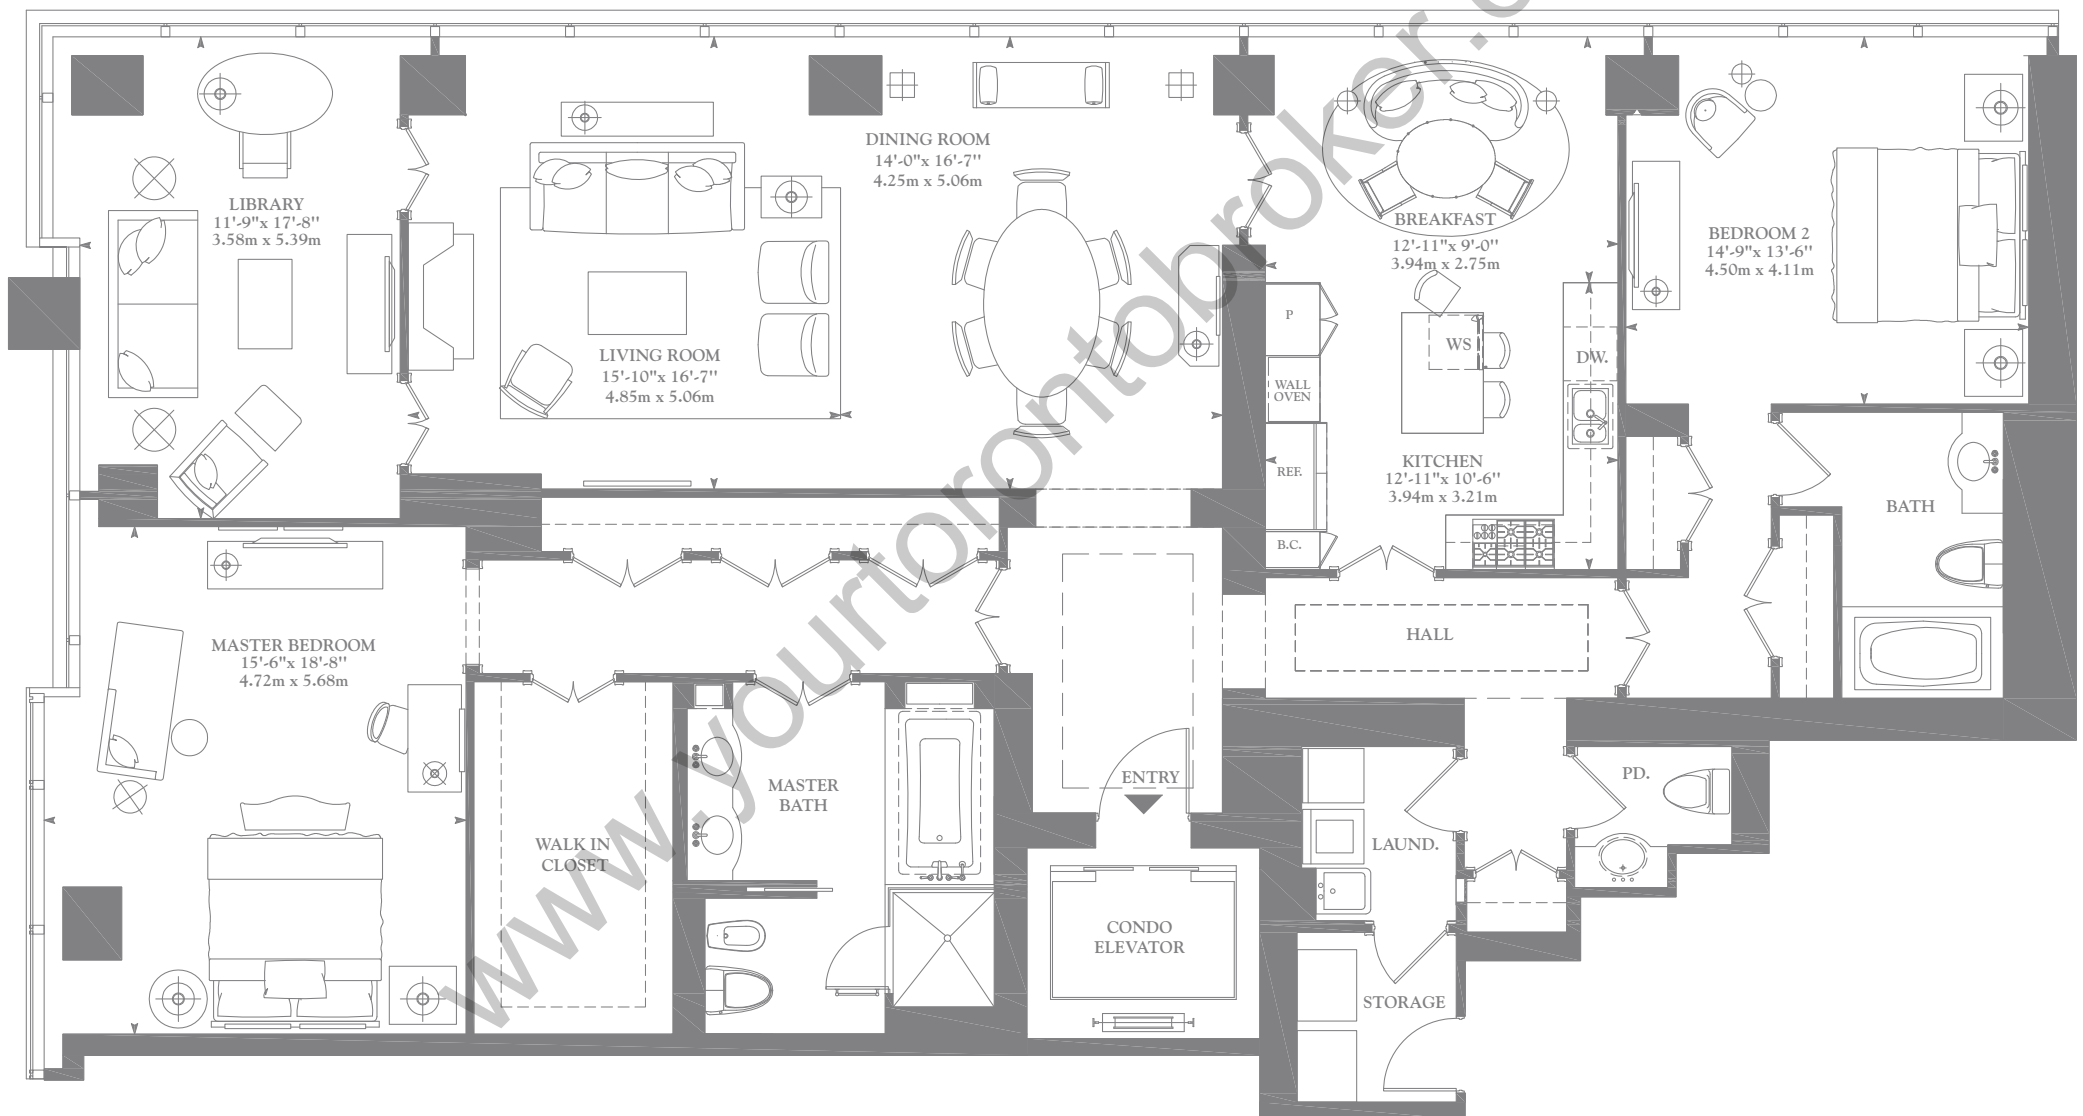 LIBRARY
11'-9"x 17'-8"
3.58m x 5.39m
LIVING ROOM
15'-10"x 16'-7"
4.85m x 5.06m
DINING ROOM
14'-0"x 16'-7"
4.25m x 5.06m
BREAKFAST
12'-11"x 9'-0"
3.94m x 2.75m
BEDROOM 2
14'-9"x 13'-6"
4.50m x 4.11m
P
WALL
OVEN
REF.
B.C.
WS
DW.
KITCHEN
12'-11"x 10'-6"
3.94m x 3.21m
BATH
HALL
MASTER BEDROOM
15'-6"x 18'-8"
4.72m x 5.68m
WALK IN
CLOSET
MASTER
BATH
ENTRY
CONDO
ELEVATOR
LAUND.
PD.
STORAGE
www.yourtorontobroker.c